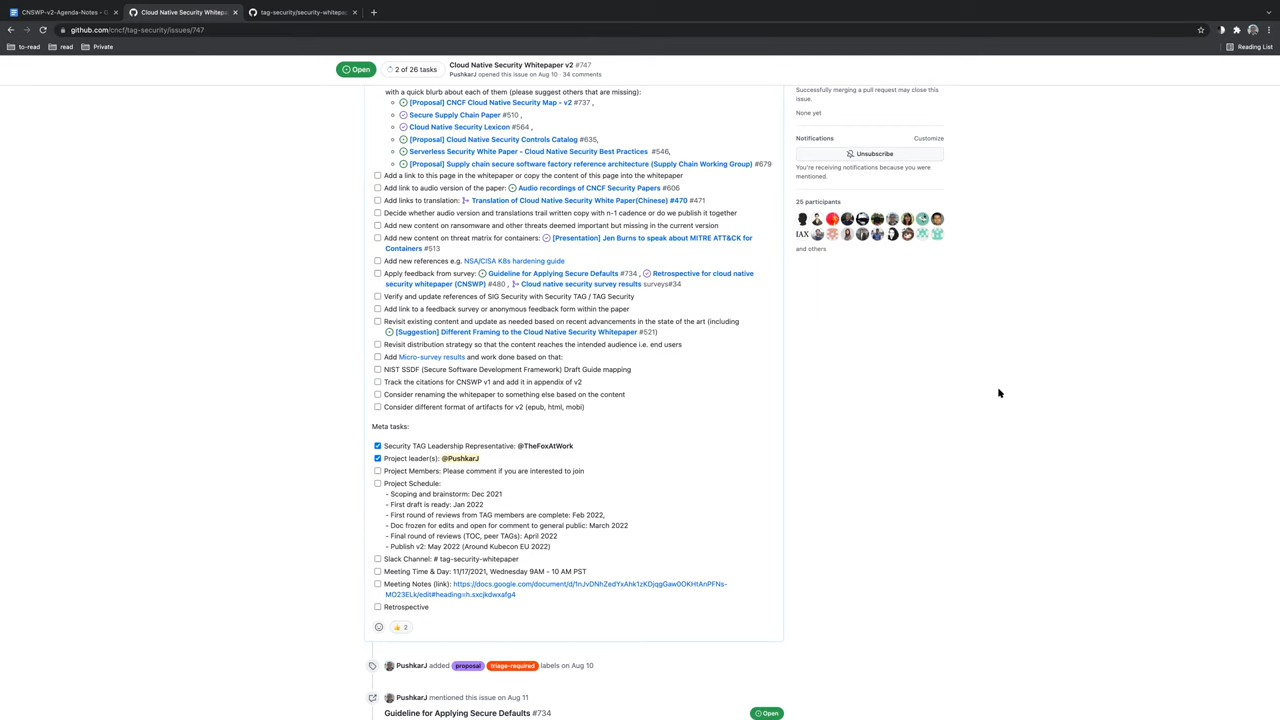 CNSWP-v2-Agenda-Notes - G
Cloud Native Security Whitepap
tag-security/security-whitepap
github.com/cncf/tag-security/issues/747
to-read
read
Private
Reading List
Open
2 of 26 tasks
Cloud Native Security Whitepaper v2 #747
PushkarJ opened this issue on Aug 10 · 34 comments
with a quick blurb about each of them (please suggest others that are missing):
[Proposal] CNCF Cloud Native Security Map - v2 #737 ,
Secure Supply Chain Paper #510 ,
Cloud Native Security Lexicon #564 ,
[Proposal] Cloud Native Security Controls Catalog #635,
Serverless Security White Paper - Cloud Native Security Best Practices #546,
[Proposal] Supply chain secure software factory reference architecture (Supply Chain Working Group) #679
Add a link to this page in the whitepaper or copy the content of this page into the whitepaper
Add link to audio version of the paper: Audio recordings of CNCF Security Papers #606
Add links to translation: Translation of Cloud Native Security White Paper(Chinese) #470 #471
Decide whether audio version and translations trail written copy with n-1 cadence or do we publish it together
Add new content on ransomware and other threats deemed important but missing in the current version
Add new content on threat matrix for containers: [Presentation] Jen Burns to speak about MITRE ATT&CK for
Containers #513
Add new references e.g. NSA/CISA K8s hardening guide
Apply feedback from survey: Guideline for Applying Secure Defaults #734 , Retrospective for cloud native
security whitepaper (CNSWP) #480 , Cloud native security survey results surveys#34
Verify and update references of SIG Security with Security TAG / TAG Security
Add link to a feedback survey or anonymous feedback form within the paper
Revisit existing content and update as needed based on recent advancements in the state of the art (including
[Suggestion] Different Framing to the Cloud Native Security Whitepaper #521)
Revisit distribution strategy so that the content reaches the intended audience i.e. end users
Add Micro-survey results and work done based on that:
NIST SSDF (Secure Software Development Framework) Draft Guide mapping
Track the citations for CNSWP v1 and add it in appendix of v2
Consider renaming the whitepaper to something else based on the content
Consider different format of artifacts for v2 (epub, html, mobi)
Meta tasks:
Security TAG Leadership Representative: @TheFoxAtWork
Project leader(s): @PushkarJ
Project Members: Please comment if you are interested to join
Project Schedule:
- Scoping and brainstorm: Dec 2021
- First draft is ready: Jan 2022
- First round of reviews from TAG members are complete: Feb 2022,
- Doc frozen for edits and open for comment to general public: March 2022
- Final round of reviews (TOC, peer TAGs): April 2022
- Publish v2: May 2022 (Around Kubecon EU 2022)
Slack Channel: # tag-security-whitepaper
Meeting Time & Day: 11/17/2021, Wednesday 9AM - 10 AM PST
Meeting Notes (link): https://docs.google.com/document/d/1nJvDNhZedYxAhk1zKDjqgGaw0OKHtAnPFNs-
MO23ELk/edit#heading=h.sxcjkdwxafg4
Retrospective
2
PushkarJ added proposal triage-required labels on Aug 10
PushkarJ mentioned this issue on Aug 11
Guideline for Applying Secure Defaults #734
Open
Successfully merging a pull request may close this
issue.
None yet
Notifications
Customize
Unsubscribe
You're receiving notifications because you were
mentioned.
25 participants
IAX
and others